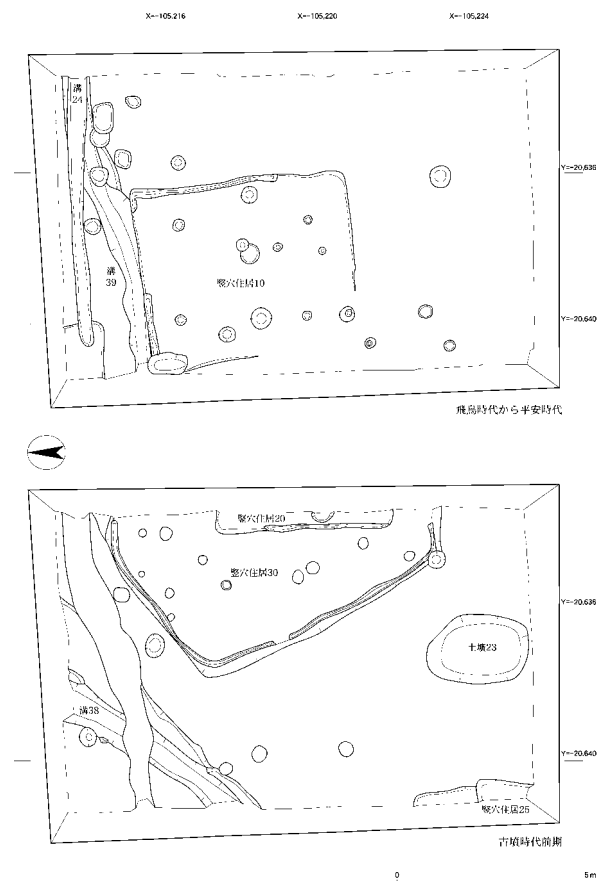 X=-105,216
X=-105,220
X=-105,224
溝
24
Y=-20,636
溝
39
竪穴住居10
Y=-20,640
飛鳥時代から平安時代
竪穴住居20
竪穴住居30
Y=-20,636
土壙23
溝38
Y=-20,640
竪穴住居25
古墳時代前期
0
5m